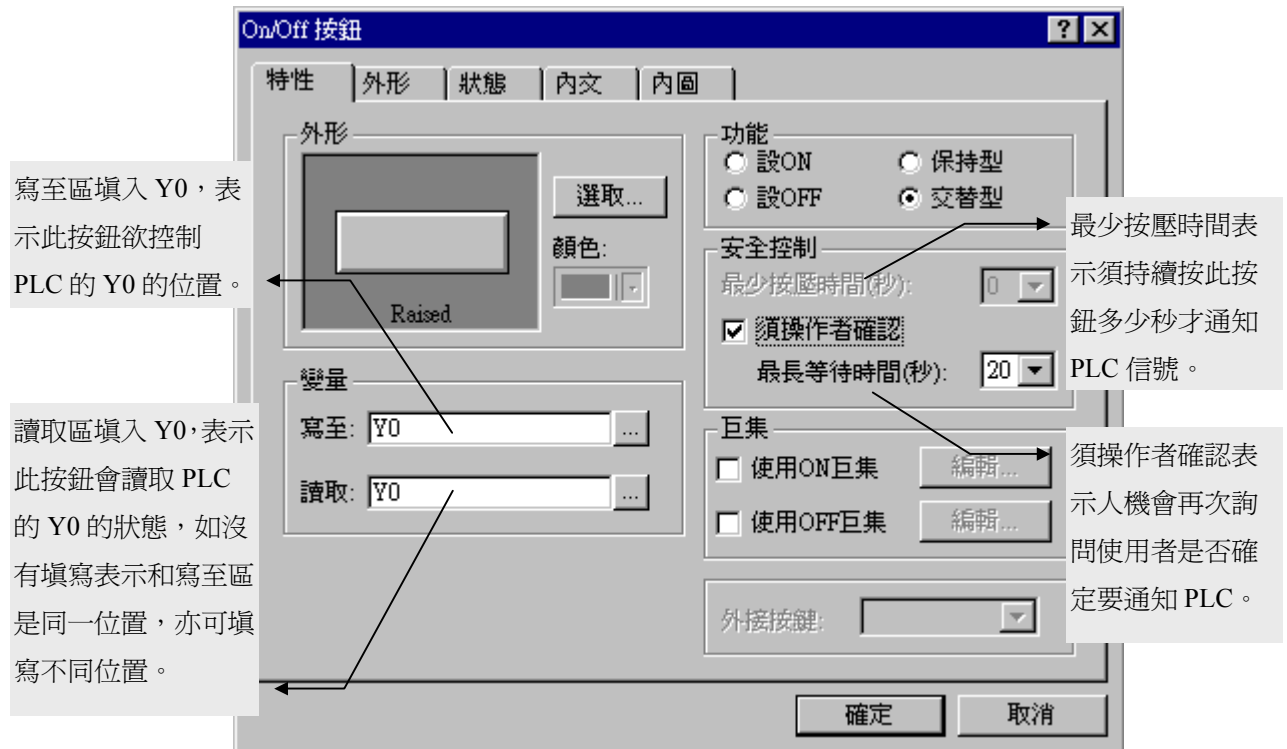 On/Off 按鈕
特性 外形 狀態 內文 內圖
外形
選取...
顏色:
Raised
變量
寫至: Y0 ...
讀取: Y0 ...
功能
設ON 保持型
設OFF 交替型
安全控制
最少按壓時間(秒): 0
須操作者確認
最長等待時間(秒): 20
巨集
使用ON巨集 編輯...
使用OFF巨集 編輯...
外接按鍵:
確定 取消
寫至區填入 Y0，表
示此按鈕欲控制
PLC 的 Y0 的位置。
讀取區填入 Y0，表示
此按鈕會讀取 PLC
的 Y0 的狀態，如沒
有填寫表示和寫至區
是同一位置，亦可填
寫不同位置。
最少按壓時間表
示須持續按此按
鈕多少秒才通知
PLC 信號。
須操作者確認表
示人機會再次詢
問使用者是否確
定要通知 PLC。